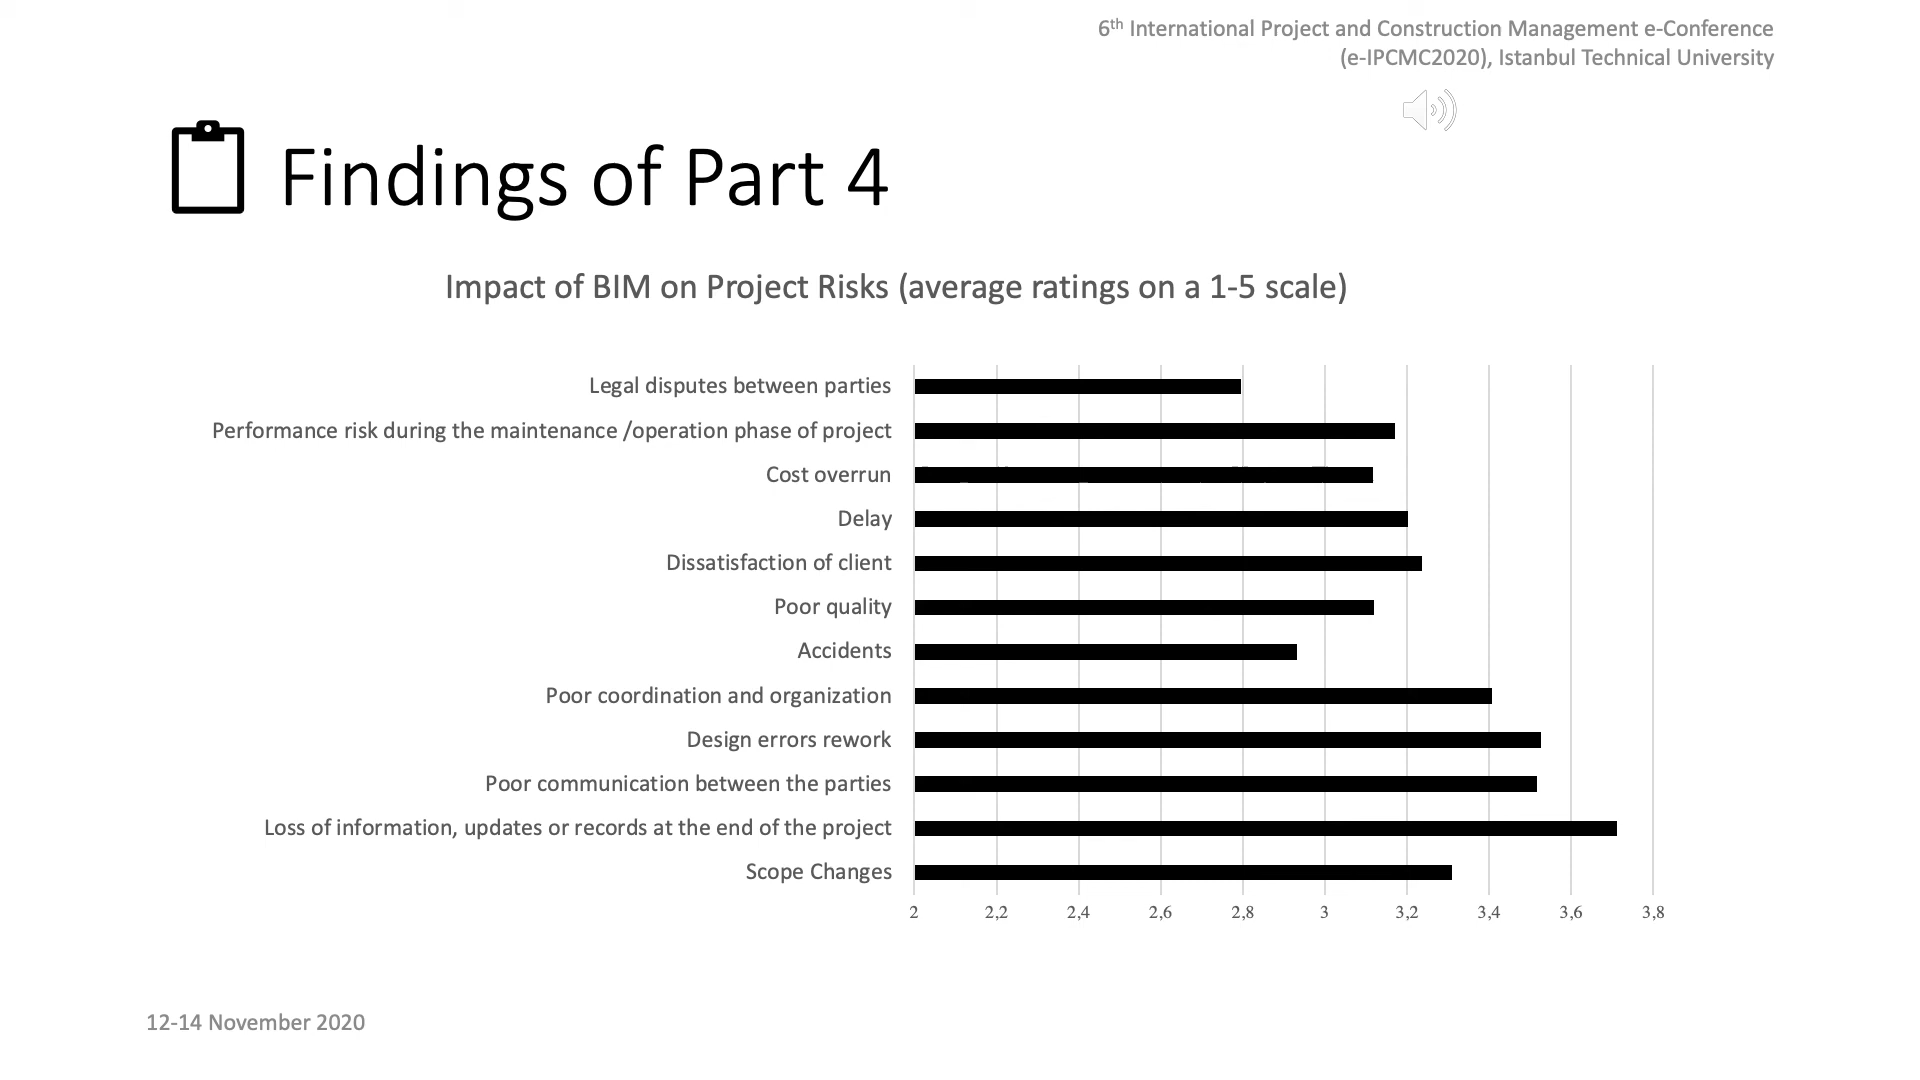 6th International Project and Construction Management e-Conference
(e-IPCMC2020), Istanbul Technical University
Findings of Part 4
Impact of BIM on Project Risks (average ratings on a 1-5 scale)
Legal disputes between parties
Performance risk during the maintenance /operation phase of project
Cost overrun
Delay
Dissatisfaction of client
Poor quality
Accidents
Poor coordination and organization
Design errors rework
Poor communication between the parties
Loss of information, updates or records at the end of the project
Scope Changes
2 2,2 2,4 2,6 2,8 3 3,2 3,4 3,6 3,8
12-14 November 2020